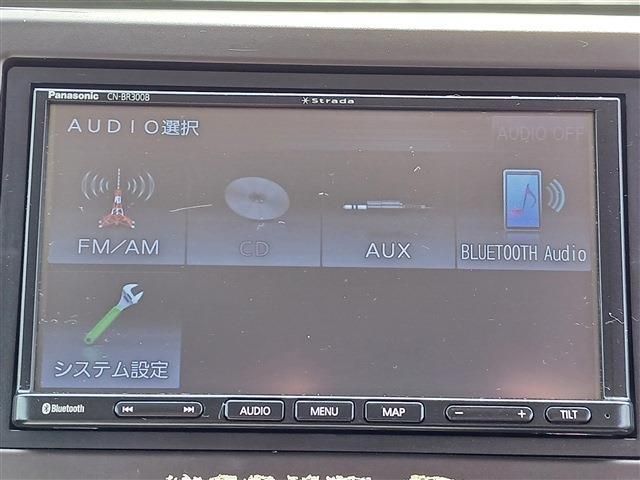 Panasonic CN-BR300B
Strada
AUDIO選択
AUDIO OFF
FM/AM
CD
AUX
BLUETOOTH Audio
システム設定
Bluetooth
AUDIO
MENU
MAP
TILT